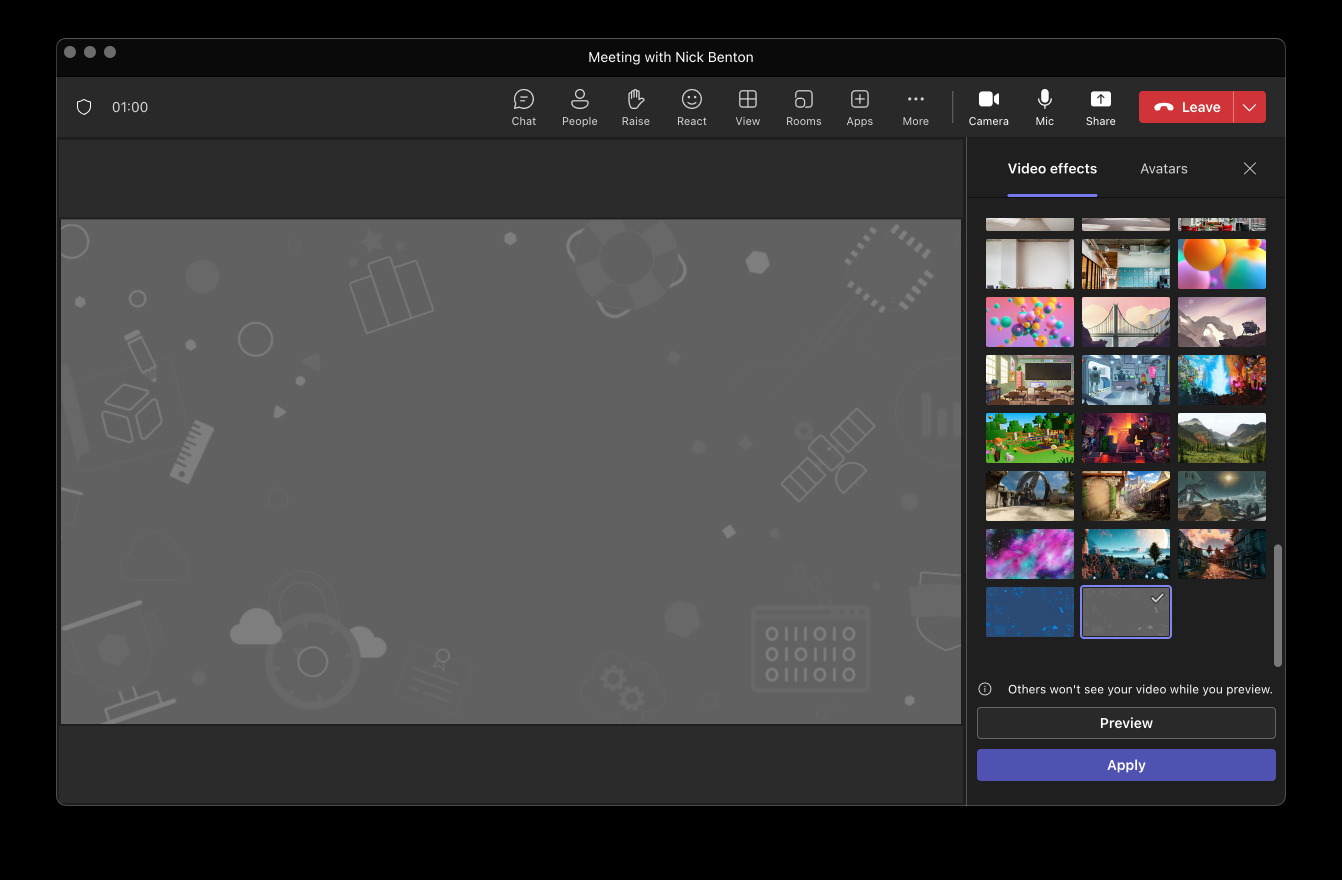 Meeting with Nick Benton
01:00
Chat
People
Raise
React
View
Rooms
Apps
More
Camera
Mic
Share
Leave
Video effects
Avatars
Others won't see your video while you preview.
Preview
Apply